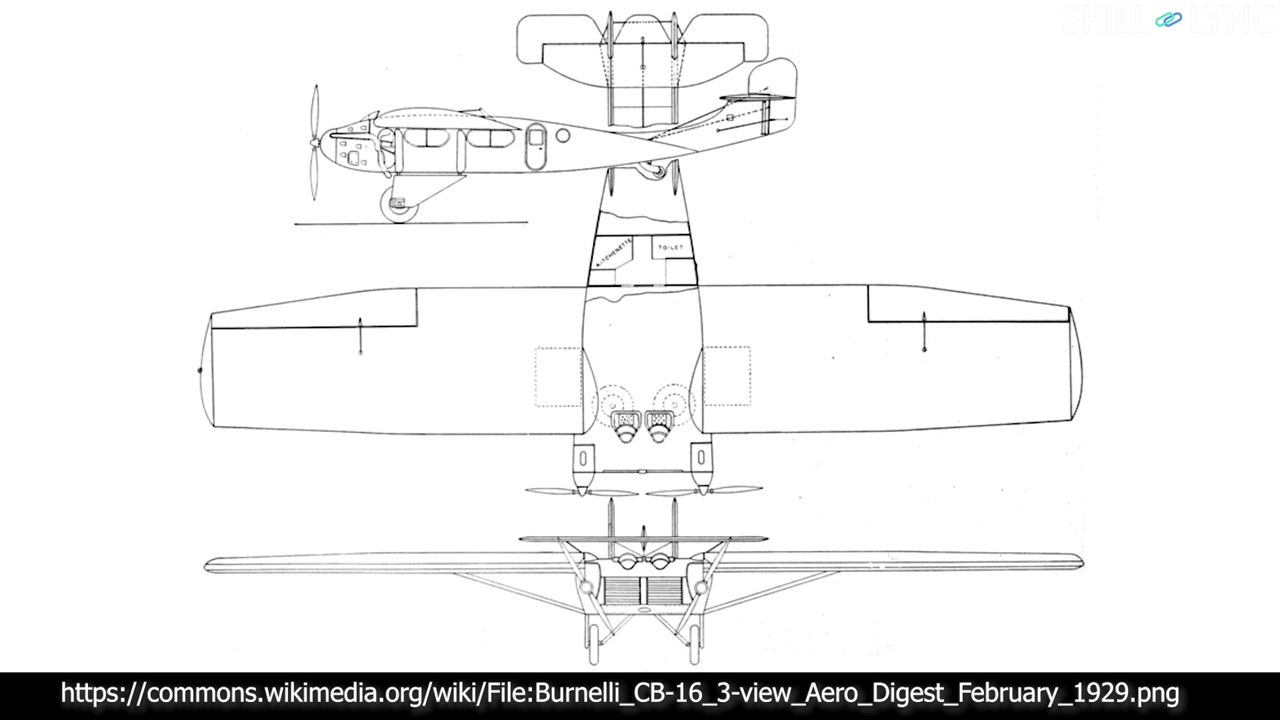 SKILL LYNC
KITCHENETTE
TO-LET
https://commons.wikimedia.org/wiki/File:Burnelli_CB-16_3-view_Aero_Digest_February_1929.png